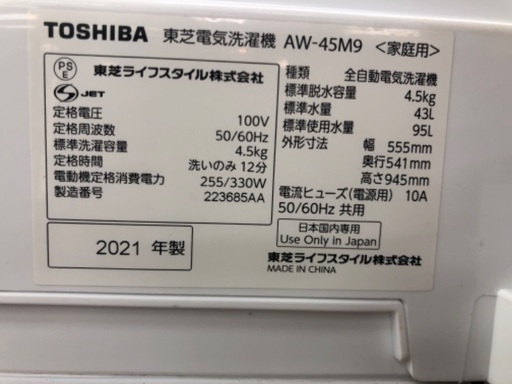 TOSHIBA 東芝電気洗濯機 AW-45M9 <家庭用>
PS
E
東芝ライフスタイル株式会社
S JET
定格電圧 100V
定格周波数 50/60Hz
標準洗濯容量 4.5kg
定格時間 洗いのみ 12分
電動機定格消費電力 255/330W
製造番号 223685AA
2021 年製
種類 全自動電気洗濯機
標準脱水容量 4.5kg
標準水量 43L
標準使用水量 95L
外形寸法 幅 555mm
奥行541mm
高さ945mm
電流ヒューズ(電源用) 10A
50/60Hz 共用
日本国内専用
Use Only in Japan
東芝ライフスタイル株式会社
MADE IN CHINA